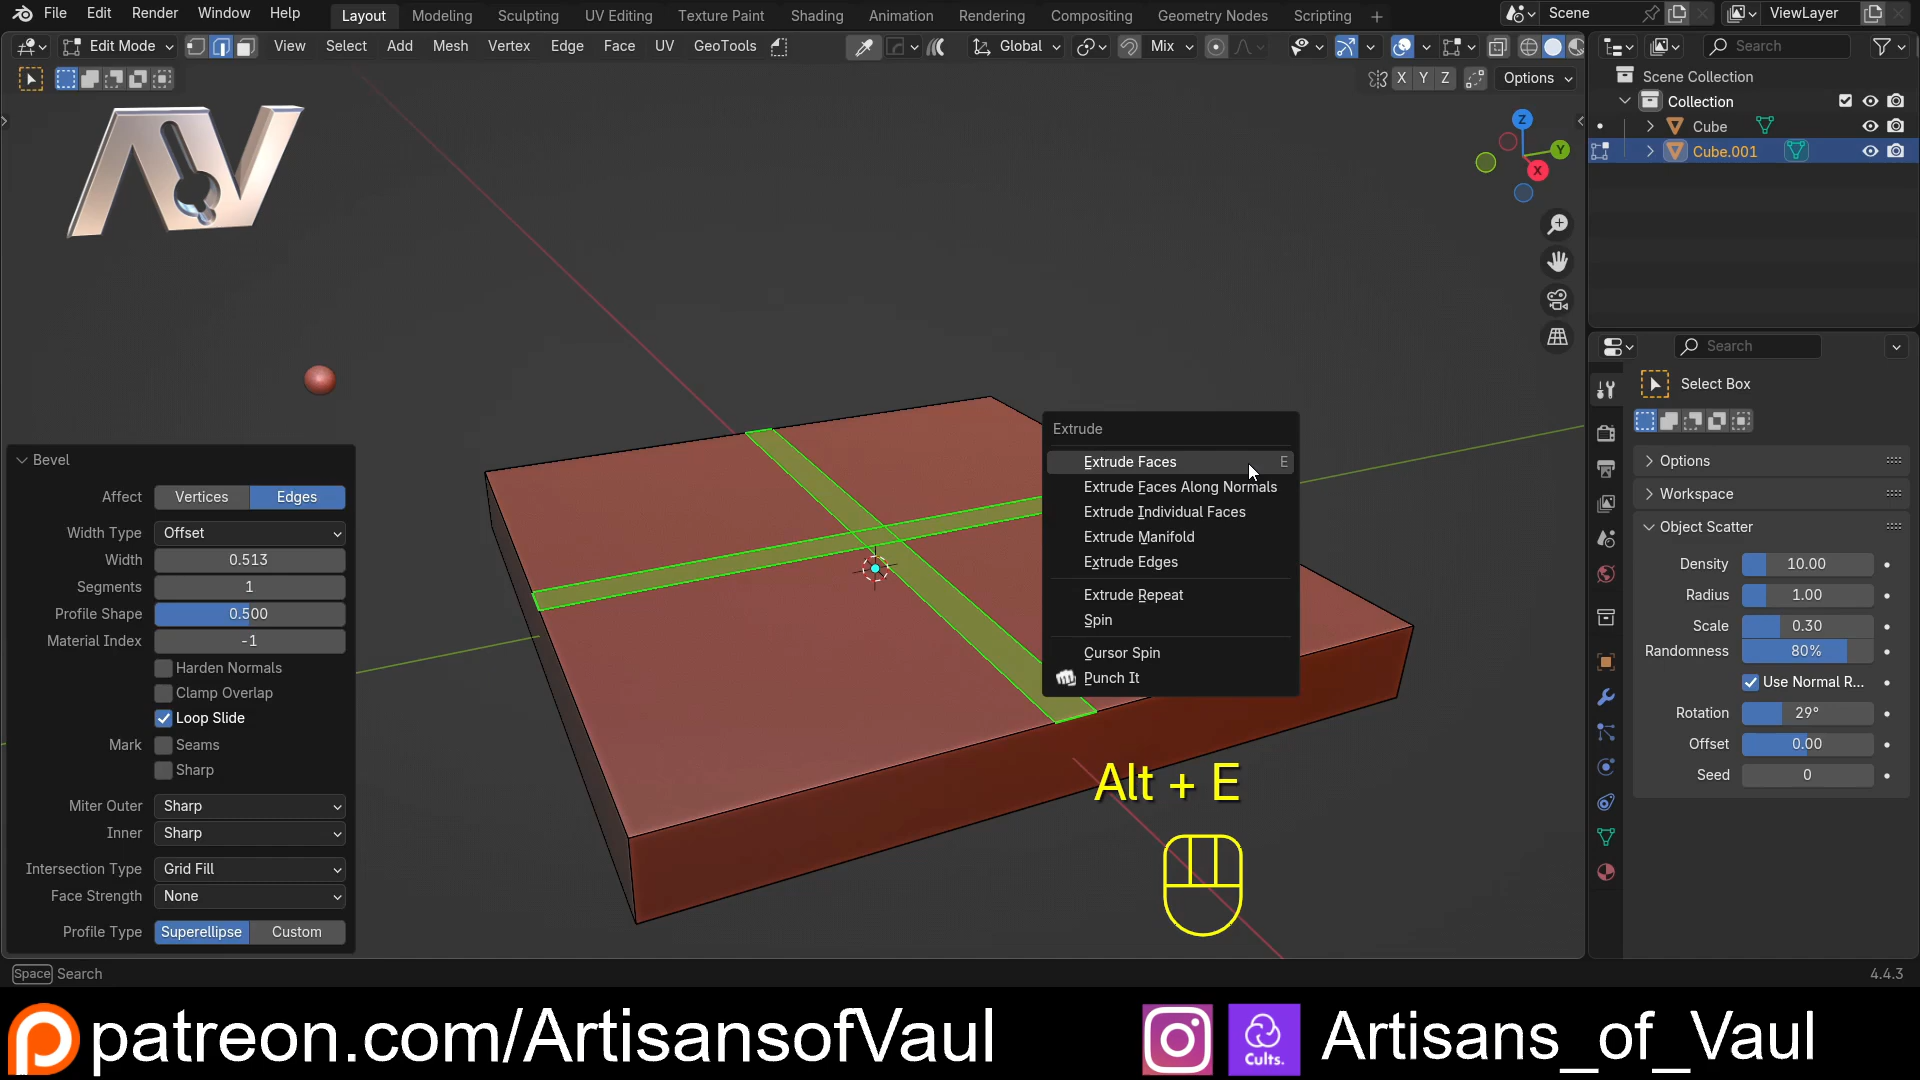 File Edit Render Window Help Layout Modeling Sculpting UV Editing Texture Paint Shading Animation Rendering Compositing Geometry Nodes Scripting + Scene ViewLayer
Edit Mode View Select Add Mesh Vertex Edge Face UV GeoTools Global Mix Search
X Y Z Options
Scene Collection
Collection
Cube
Cube.001
Z
Y
X
AV
Search
Select Box
Extrude
Extrude Faces E
Extrude Faces Along Normals
Extrude Individual Faces
Extrude Manifold
Extrude Edges
Extrude Repeat
Spin
Cursor Spin
Punch It
Bevel
Affect Vertices Edges
Width Type Offset
Width 0.513
Segments 1
Profile Shape 0.500
Material Index -1
Harden Normals
Clamp Overlap
Loop Slide
Mark Seams
Sharp
Miter Outer Sharp
Inner Sharp
Intersection Type Grid Fill
Face Strength None
Profile Type Superellipse Custom
Options
Workspace
Object Scatter
Density 10.00
Radius 1.00
Scale 0.30
Randomness 80%
Use Normal R...
Rotation 29°
Offset 0.00
Seed 0
Alt + E
Space Search 4.4.3
patreon.com/ArtisansofVaul Cults. Artisans_of_Vaul